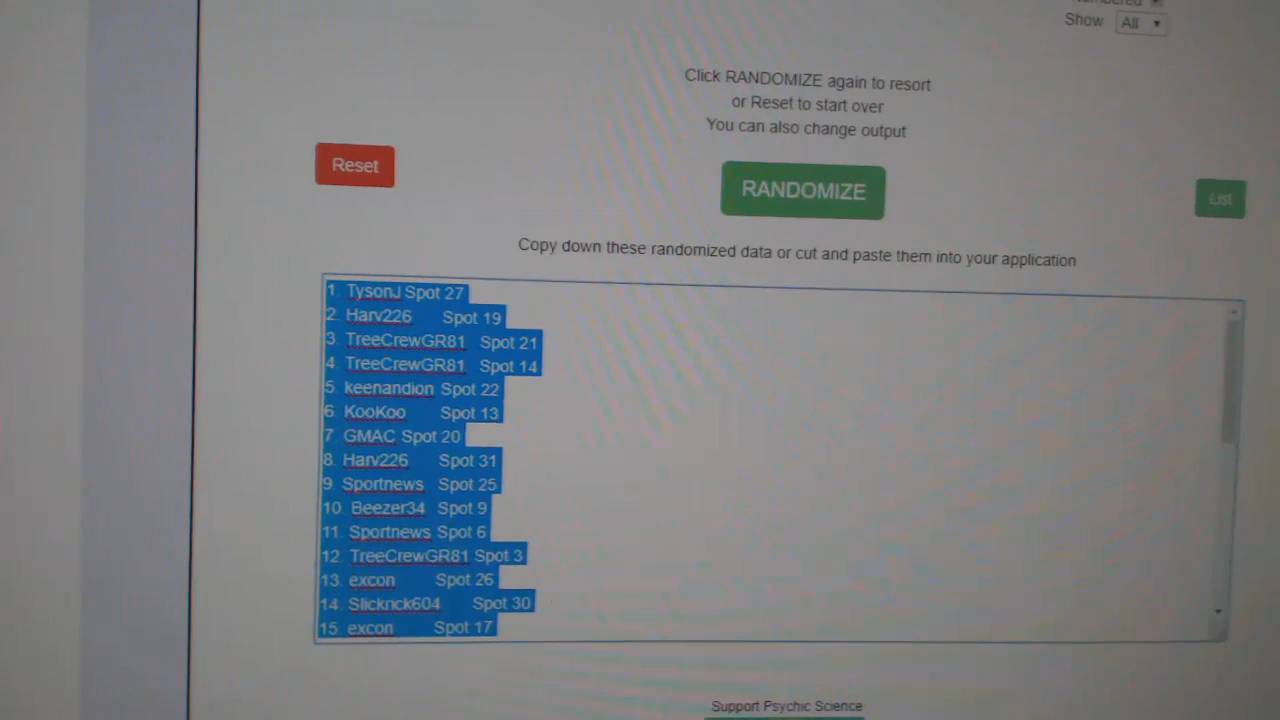 Numbered
Show All
Click RANDOMIZE again to resort
or Reset to start over
You can also change output
Reset
RANDOMIZE
List
Copy down these randomized data or cut and paste them into your application
1. TysonJ Spot 27
2. Harv226 Spot 19
3. TreeCrewGR81 Spot 21
4. TreeCrewGR81 Spot 14
5. keenandion Spot 22
6. KooKoo Spot 13
7. GMAC Spot 20
8. Harv226 Spot 31
9. Sportnews Spot 25
10. Beezer34 Spot 9
11. Sportnews Spot 6
12. TreeCrewGR81 Spot 3
13. excon Spot 26
14. Slickrick604 Spot 30
15. excon Spot 17
Support Psychic Science